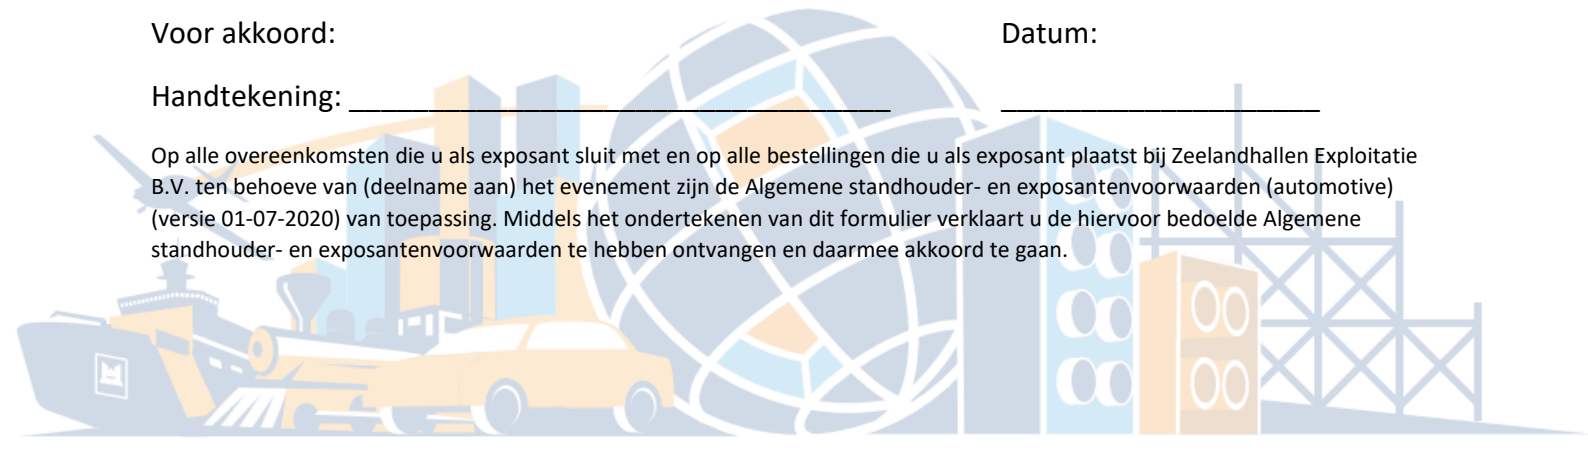 Voor akkoord: Datum:
Handtekening: __________________________________ ____________________
Op alle overeenkomsten die u als exposant sluit met en op alle bestellingen die u als exposant plaatst bij Zeelandhallen Exploitatie
B.V. ten behoeve van (deelname aan) het evenement zijn de Algemene standhouder- en exposantenvoorwaarden (automotive)
(versie 01-07-2020) van toepassing. Middels het ondertekenen van dit formulier verklaart u de hiervoor bedoelde Algemene
standhouder- en exposantenvoorwaarden te hebben ontvangen en daarmee akkoord te gaan.